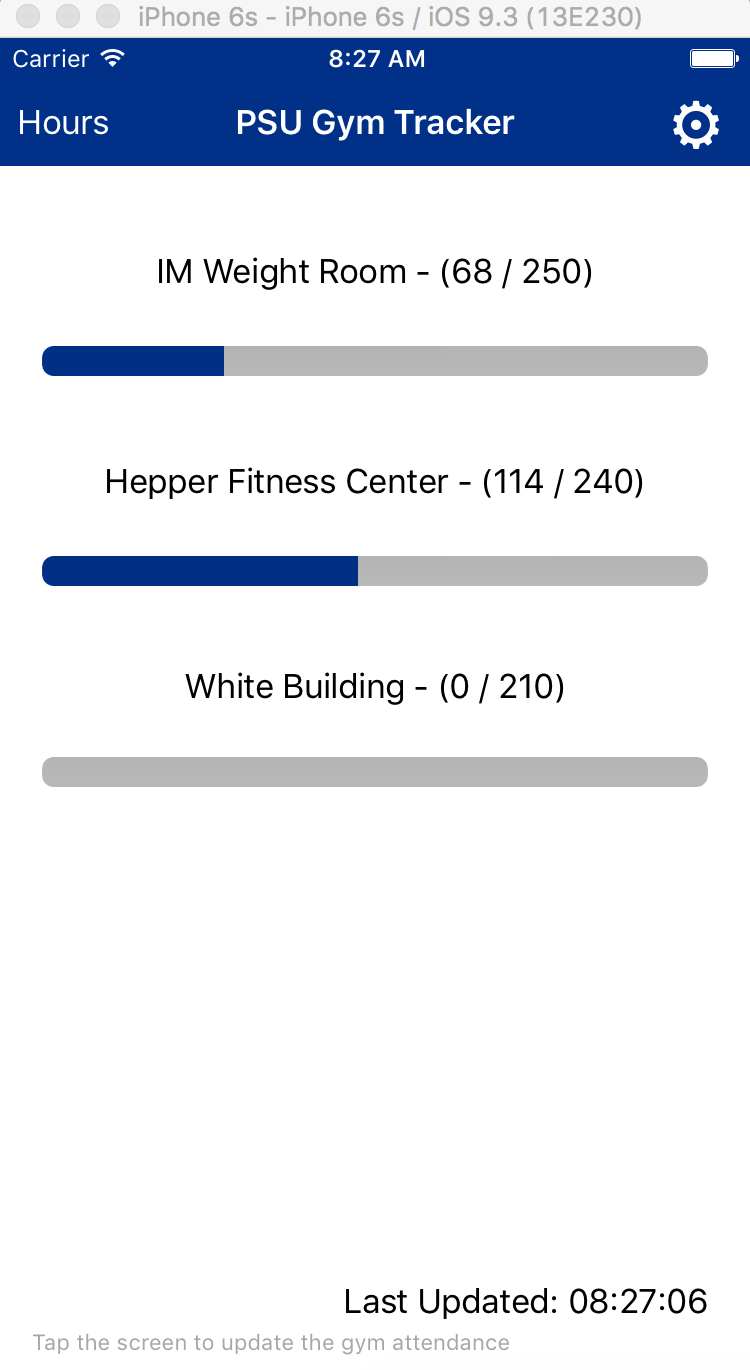 iPhone 6s - iPhone 6s / iOS 9.3 (13E230)
Carrier 8:27 AM
Hours PSU Gym Tracker
IM Weight Room - (68 / 250)
Hepper Fitness Center - (114 / 240)
White Building - (0 / 210)
Last Updated: 08:27:06
Tap the screen to update the gym attendance